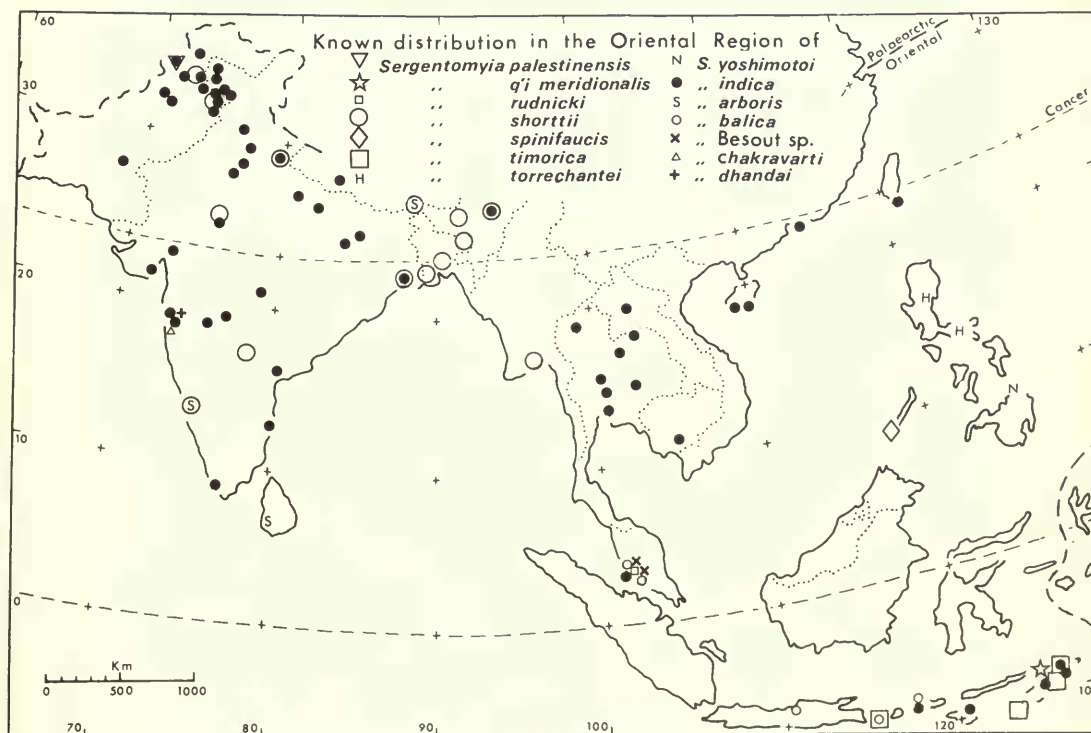 60
130
Known distribution in the Oriental Region of
Palaearctic
Oriental
Sergentomyia palestinensis
N S. yoshimotoi
,, q'i meridionalis
,, indica
,, rudnicki
S ,, arboris
,, shorttii
,, balica
,, spinifaucis
,, Besout sp.
,, timorica
,, chakravarti
H ,, torrechantei
,, dhandai
30
Cancer
S
20
H
H
N
S
10
S
0
Km
0 500 1000
10
70
80
90
100
120